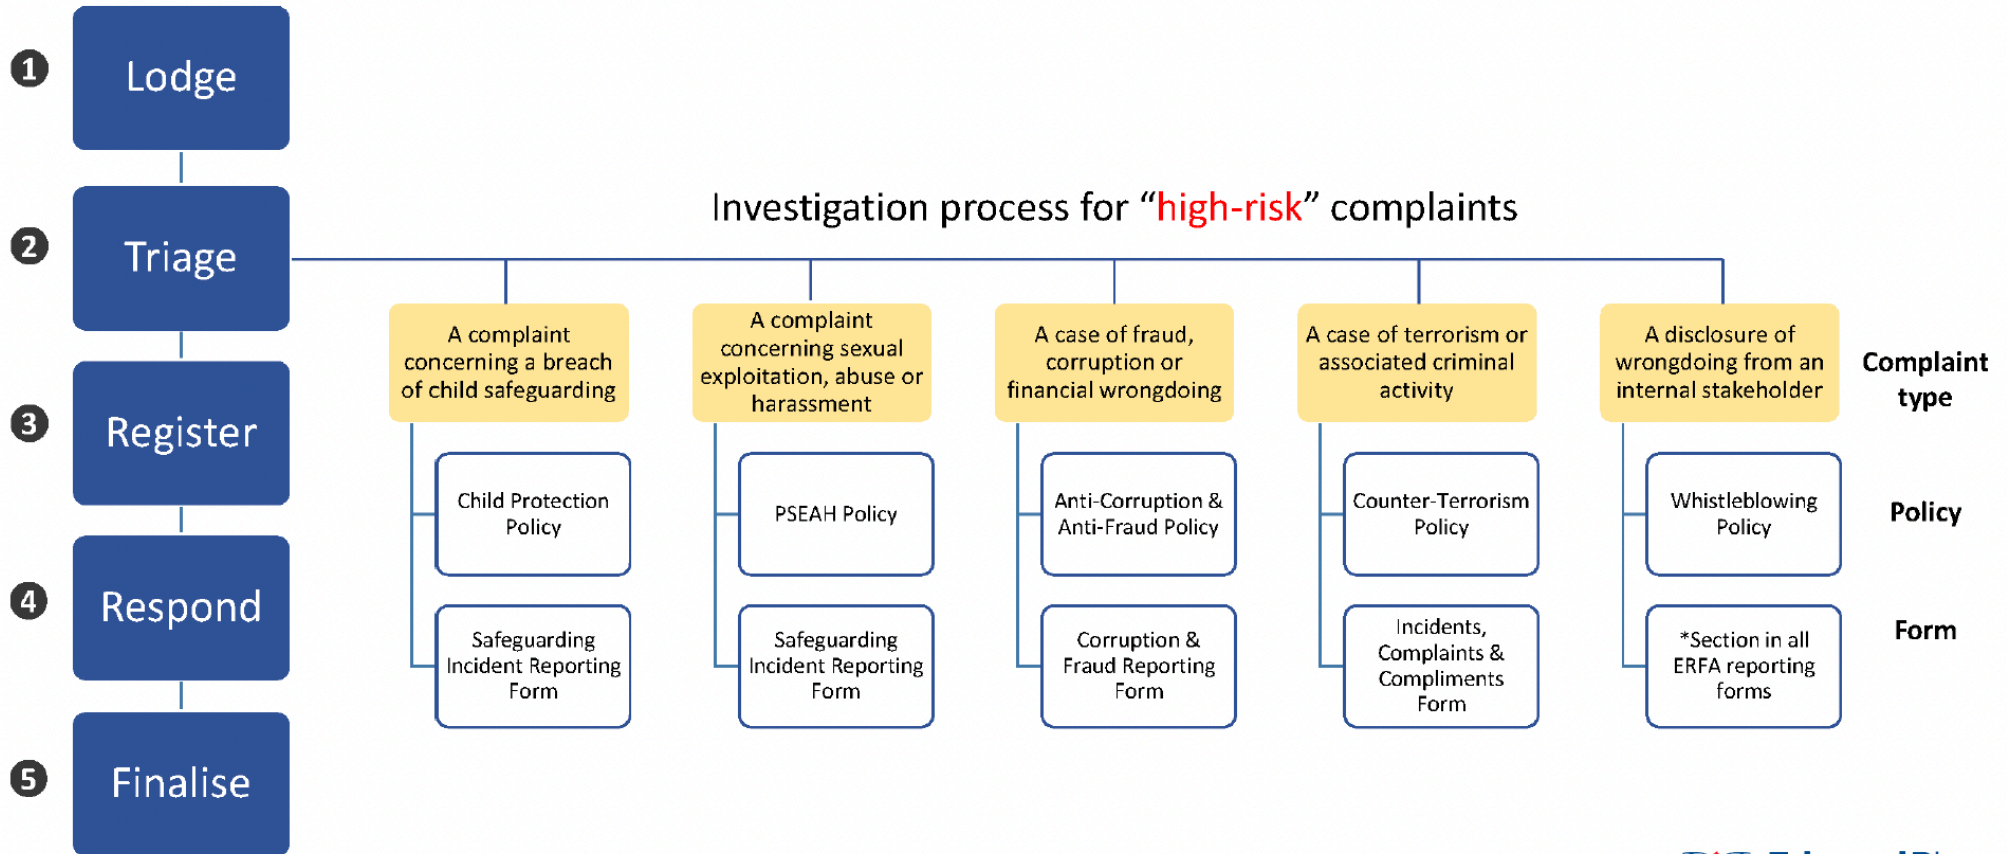 1
Lodge
2
Triage
3
Register
4
Respond
5
Finalise
Investigation process for “high-risk” complaints
A complaint
concerning a breach
of child safeguarding
A complaint
concerning sexual
exploitation, abuse or
harassment
A case of fraud,
corruption or
financial wrongdoing
A case of terrorism or
associated criminal
activity
A disclosure of
wrongdoing from an
internal stakeholder
Complaint
type
Child Protection
Policy
PSEAH Policy
Anti-Corruption &
Anti-Fraud Policy
Counter-Terrorism
Policy
Whistleblowing
Policy
Policy
Safeguarding
Incident Reporting
Form
Safeguarding
Incident Reporting
Form
Corruption &
Fraud Reporting
Form
Incidents,
Complaints &
Compliments
Form
*Section in all
ERFA reporting
forms
Form